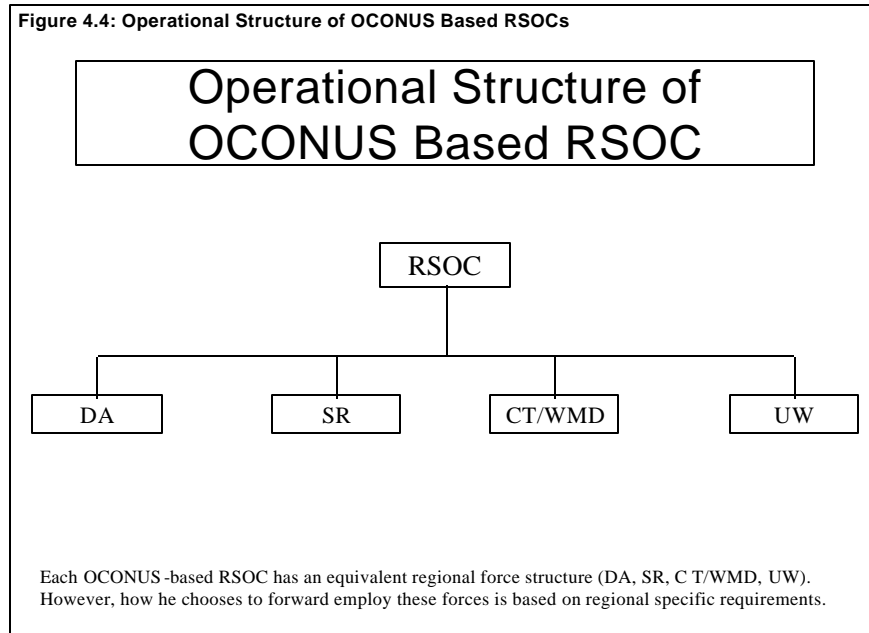 Figure 4.4: Operational Structure of OCONUS Based RSOCs
Operational Structure of
OCONUS Based RSOC
RSOC
DA
SR
CT/WMD
UW
Each OCONUS-based RSOC has an equivalent regional force structure (DA, SR, C T/WMD, UW).
However, how he chooses to forward employ these forces is based on regional specific requirements.